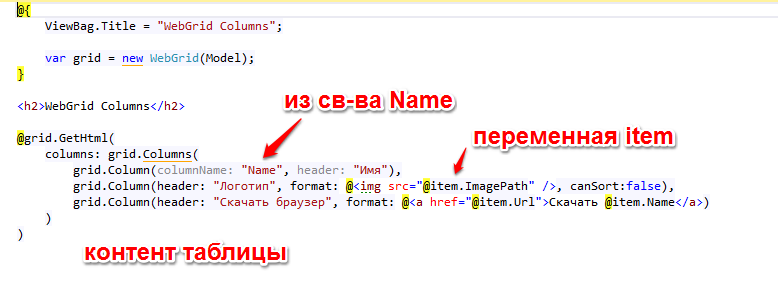 @{
ViewBag.Title = "WebGrid Columns";
var grid = new WebGrid(Model);
}
из св-ва Name
<h2>WebGrid Columns</h2>
переменная item
@grid.GetHtml(
columns: grid.Columns(
grid.Column(columnName: "Name", header: "Имя"),
grid.Column(header: "Логотип", format: @<img src="@item.ImagePath" />, canSort:false),
grid.Column(header: "Скачать браузер", format: @<a href="@item.Url">Скачать @item.Name</a>)
)
)
контент таблицы